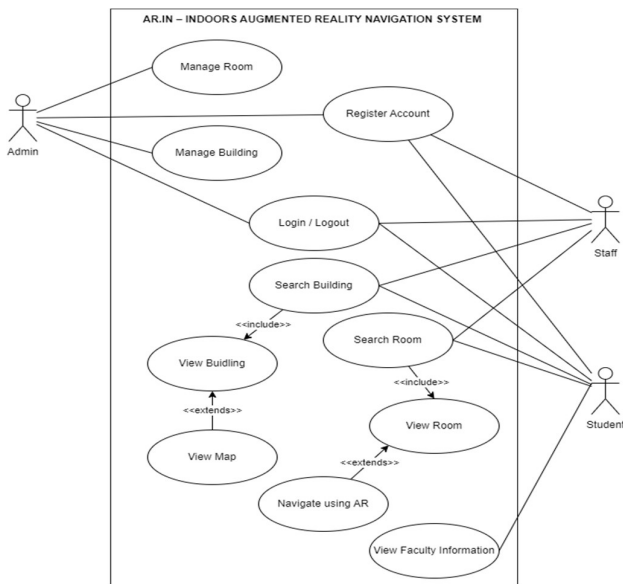 AR.IN – INDOORS AUGMENTED REALITY NAVIGATION SYSTEM
Manage Room
Register Account
Admin
Manage Building
Login / Logout
Staff
Search Building
<<include>>
Search Room
View Buidling
<<include>>
<<extends>>
Student
View Room
View Map
<<extends>>
Navigate using AR
View Faculty Information